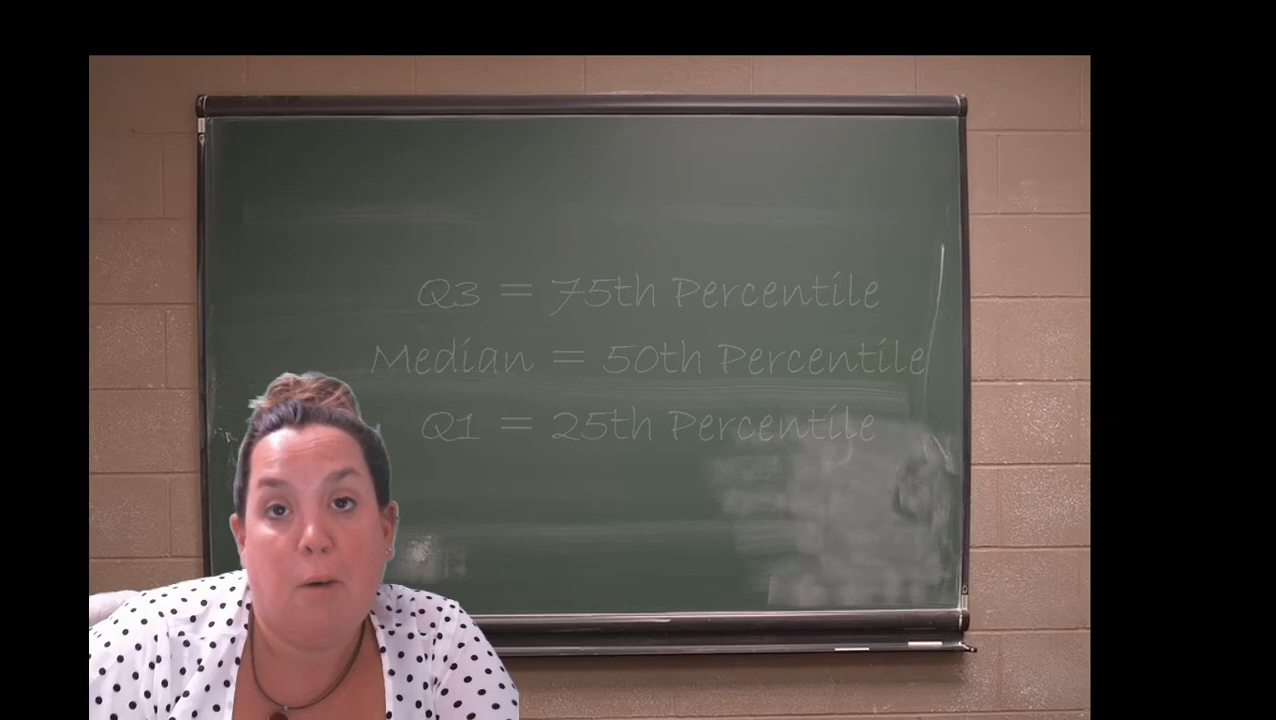 Q3 = 75th Percentile
Median = 50th Percentile
Q1 = 25th Percentile